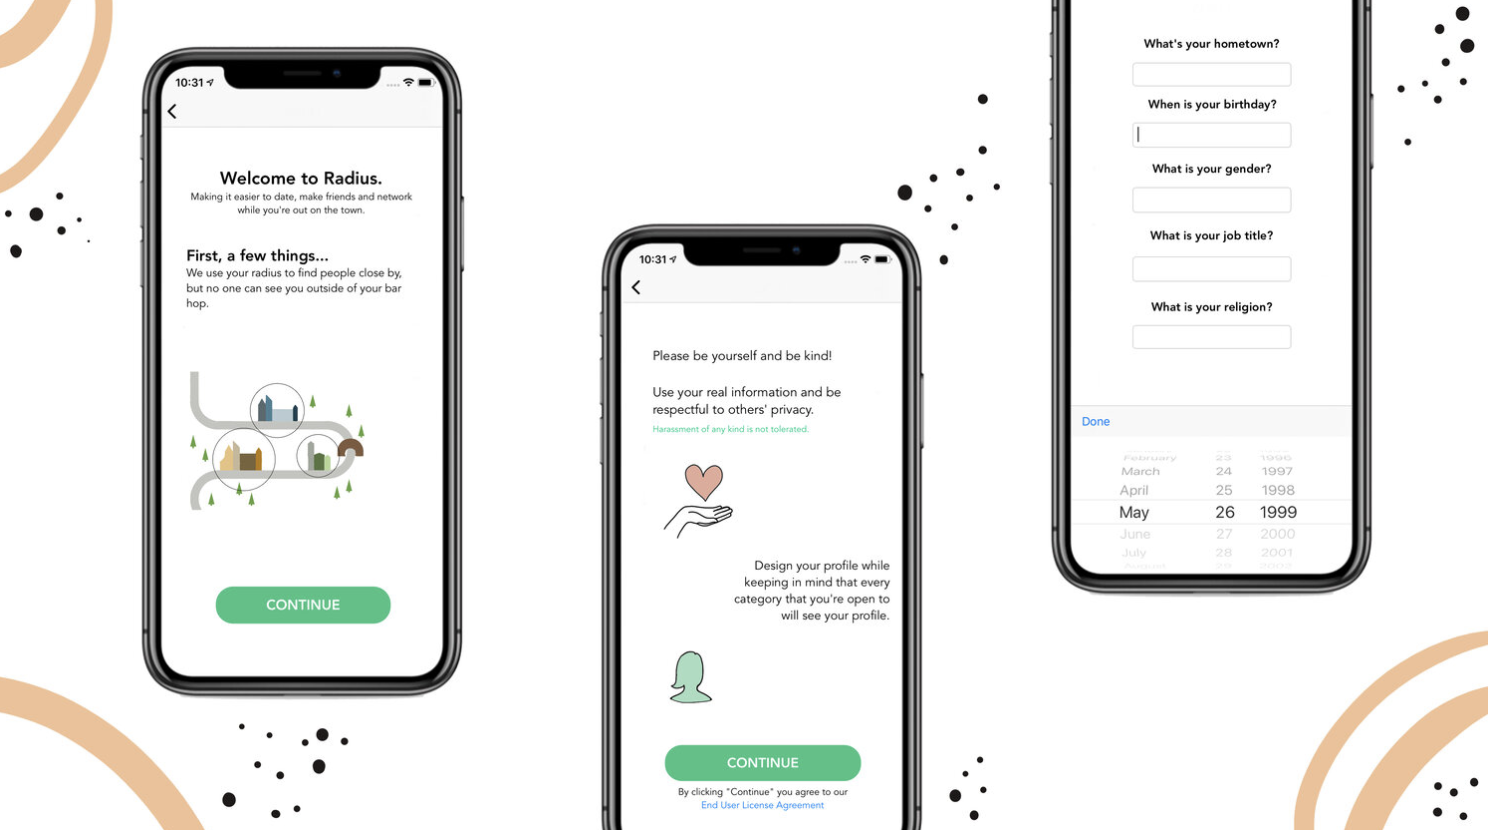 10:31
Welcome to Radius.
Making it easier to date, make friends and network
while you're out on the town.
First, a few things...
We use your radius to find people close by,
but no one can see you outside of your bar
hop.
CONTINUE
10:31
Please be yourself and be kind!
Use your real information and be
respectful to others' privacy.
Harassment of any kind is not tolerated.
Design your profile while
keeping in mind that every
category that you're open to
will see your profile.
CONTINUE
By clicking "Continue" you agree to our
End User License Agreement
What's your hometown?
When is your birthday?
What is your gender?
What is your job title?
What is your religion?
Done
February 23 1996
March 24 1997
April 25 1998
May 26 1999
June 27 2000
July 28 2001
August 29 2002